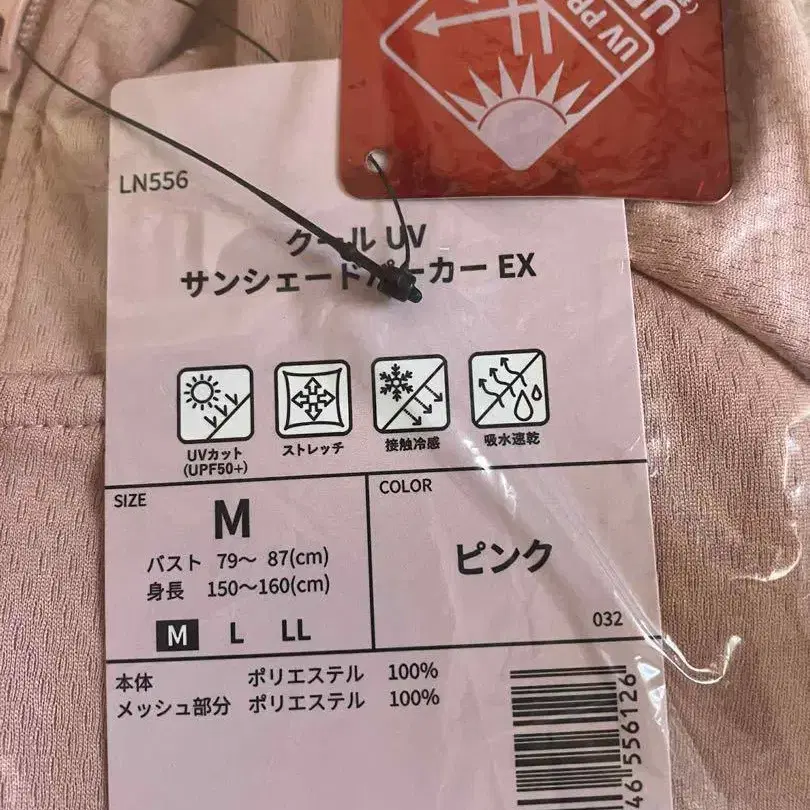 UV PR
LN556
クール UV
サンシェードパーカー EX
UVカット
(UPF50+)
ストレッチ
接触冷感
吸水速乾
SIZE
M
バスト 79～ 87(cm)
身長 150～160(cm)
M L LL
COLOR
ピンク
032
本体 ポリエステル 100%
メッシュ部分 ポリエステル 100%
46 556126